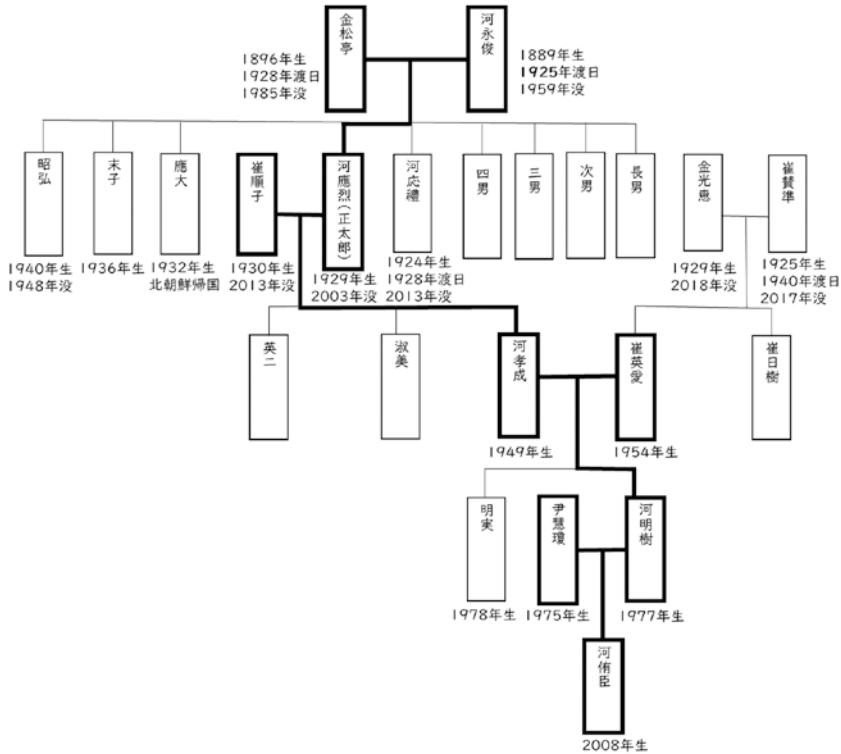 金松亭
1896年生
1928年渡日
1985年没
河永俊
1889年生
1925年渡日
1959年没
昭弘
1940年生
1948年没
末子
1936年生
應大
1932年生
北朝鮮帰国
崔順子
1930年生
2013年没
河應烈(正太郎)
1929年生
2003年没
河応禮
1924年生
1928年渡日
2013年没
四男
三男
次男
長男
金光恵
1929年生
2018年没
崔賛準
1925年生
1940年渡日
2017年没
英二
淑美
河孝成
1949年生
崔英愛
1954年生
崔日樹
明実
1978年生
尹慧瓊
1975年生
河明樹
1977年生
河侑臣
2008年生